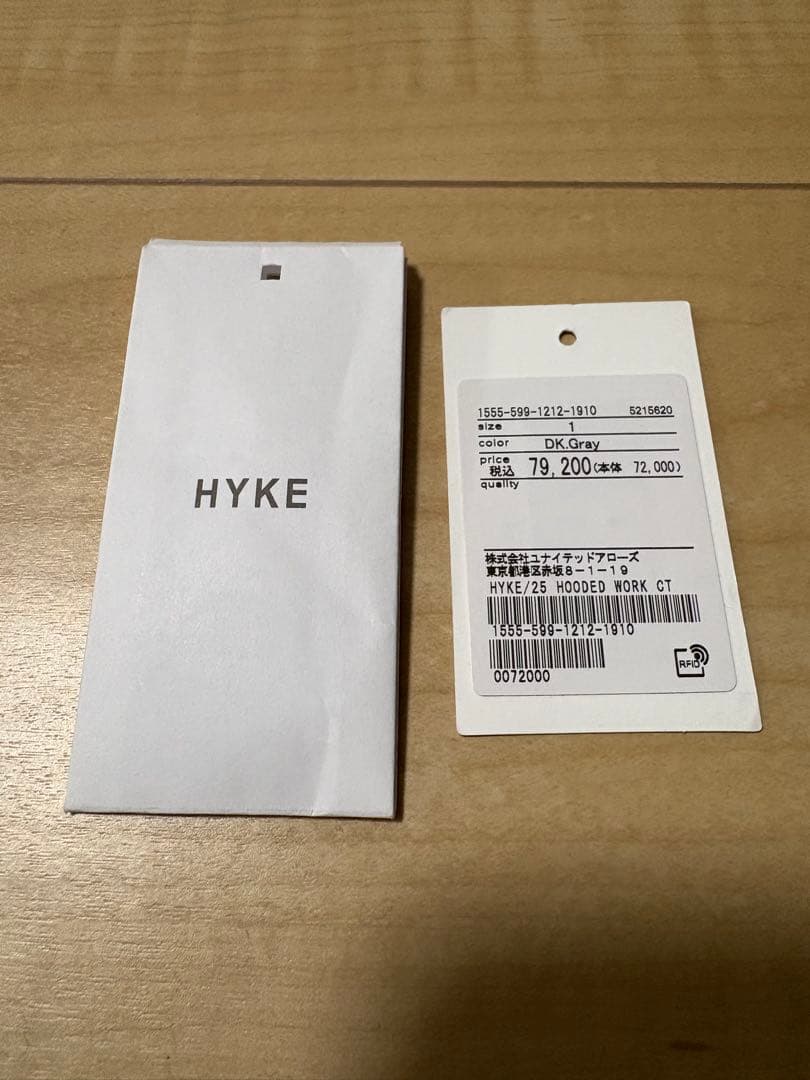 HYKE
1555-599-1212-1910 5215620
size 1
color DK.Gray
price
税込 79,200(本体 72,000)
quality
株式会社ユナイテッドアローズ
東京都港区赤坂8-1-19
HYKE/25 HOODED WORK CT
1555-599-1212-1910
0072000
RFID